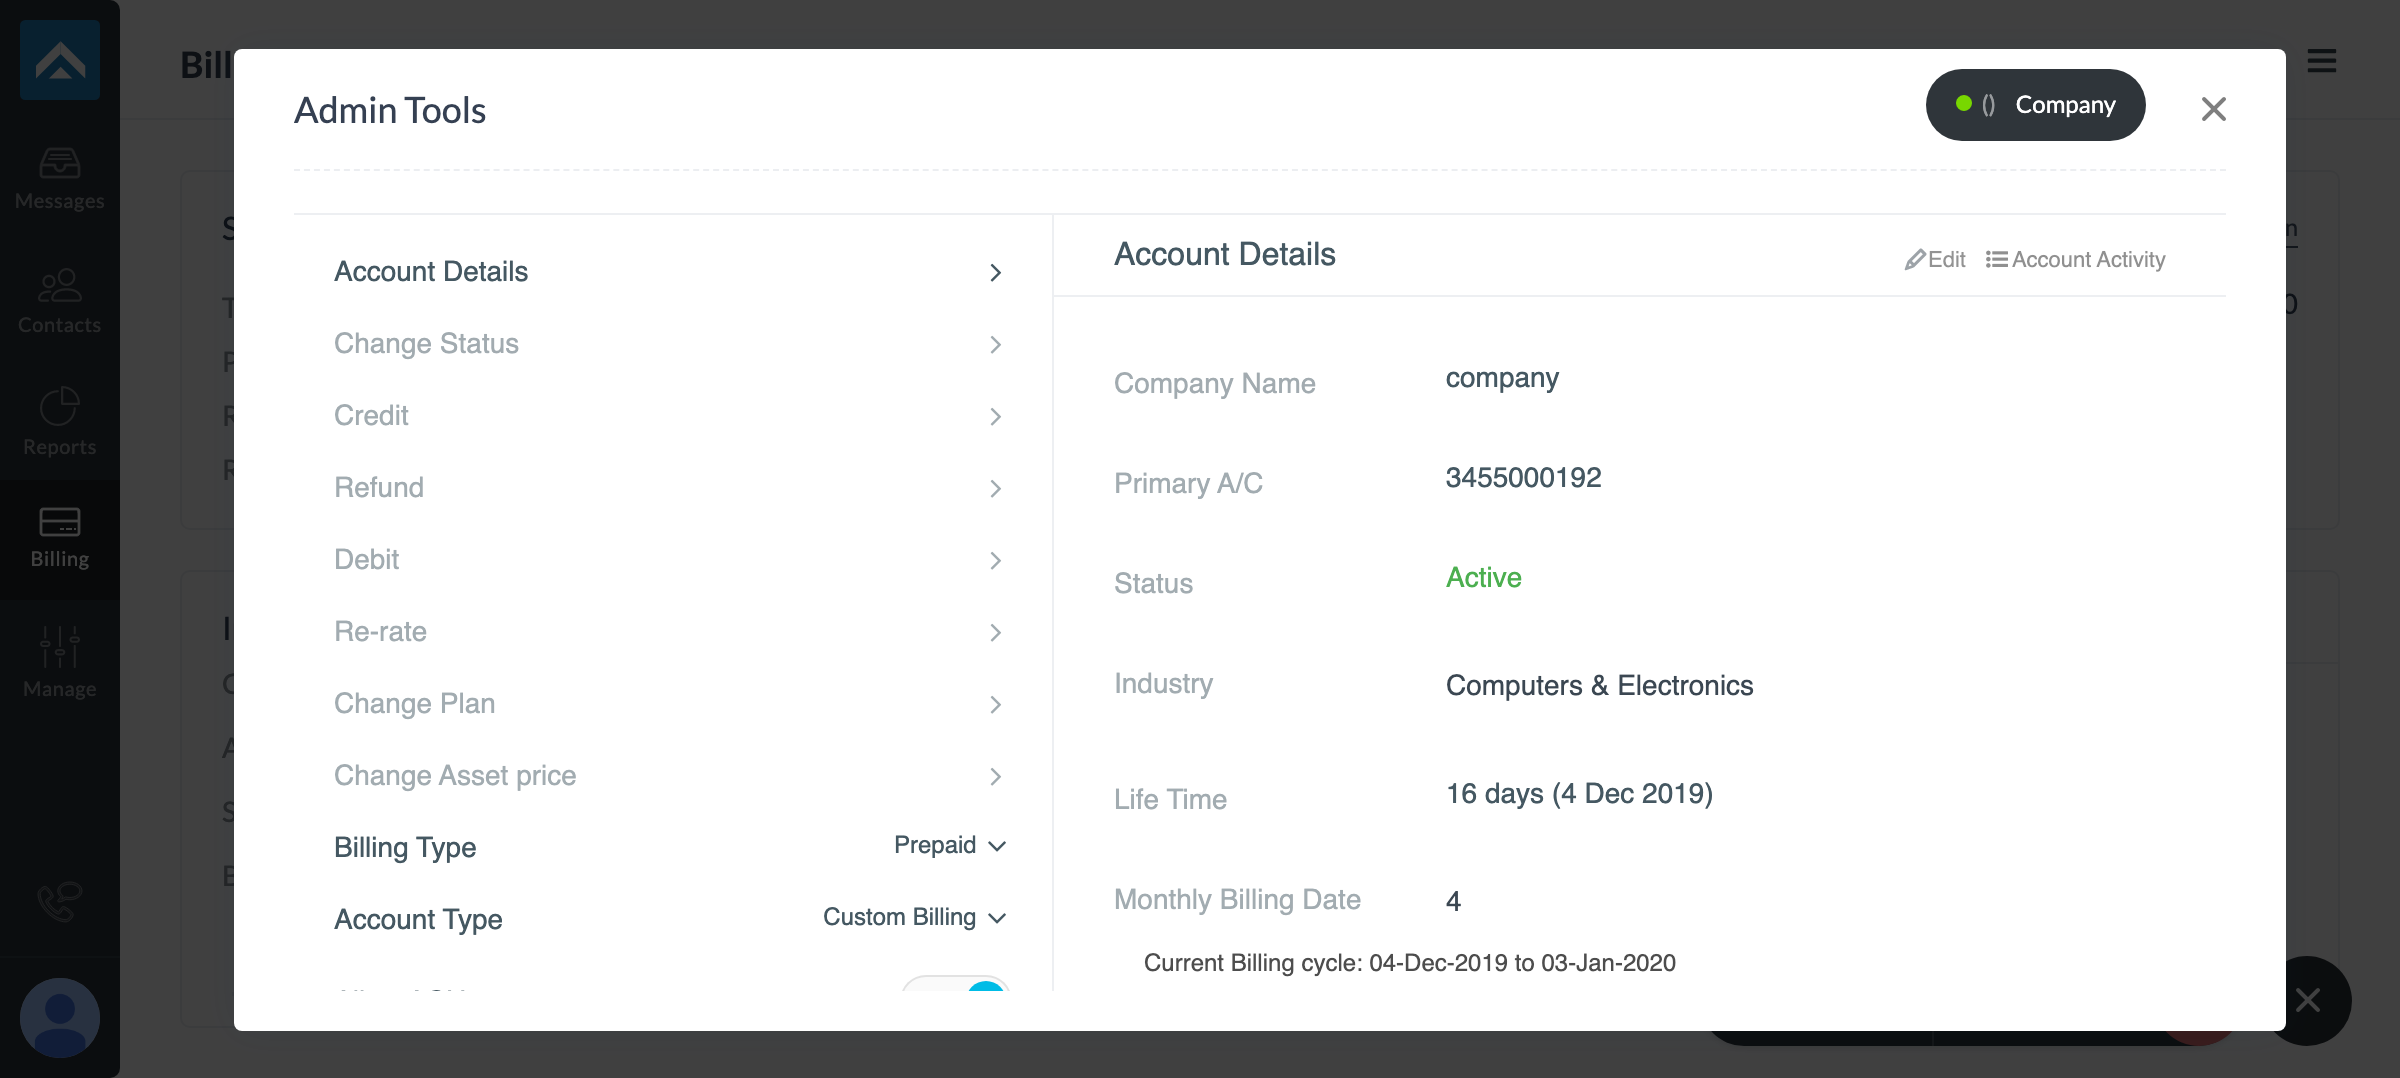 Bill
Admin Tools
() Company
Messages
Contacts
Reports
Billing
Manage
Account Details
Change Status
Credit
Refund
Debit
Re-rate
Change Plan
Change Asset price
Billing Type Prepaid
Account Type Custom Billing
Account Details
Edit Account Activity
Company Name company
Primary A/C 3455000192
Status Active
Industry Computers & Electronics
Life Time 16 days (4 Dec 2019)
Monthly Billing Date 4
Current Billing cycle: 04-Dec-2019 to 03-Jan-2020